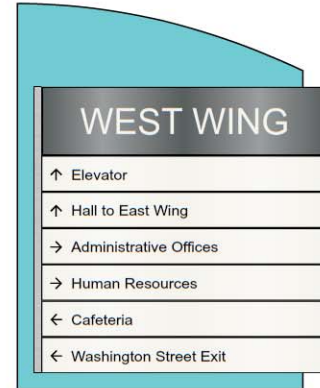 WEST WING
↑ Elevator
↑ Hall to East Wing
→ Administrative Offices
→ Human Resources
← Cafeteria
← Washington Street Exit